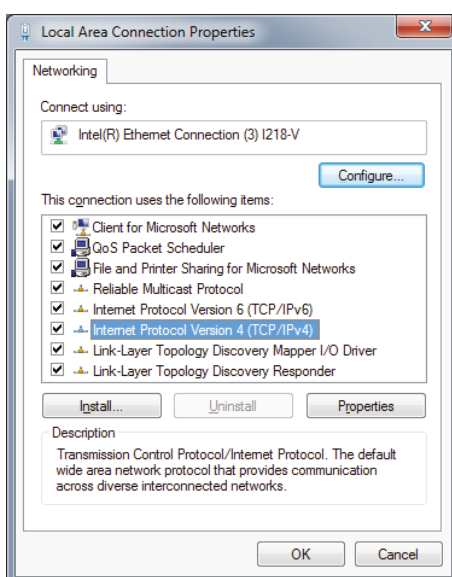 Local Area Connection Properties
Networking
Connect using:
Intel(R) Ethernet Connection (3) I218-V
Configure...
This connection uses the following items:
Client for Microsoft Networks
QoS Packet Scheduler
File and Printer Sharing for Microsoft Networks
Reliable Multicast Protocol
Internet Protocol Version 6 (TCP/IPv6)
Internet Protocol Version 4 (TCP/IPv4)
Link-Layer Topology Discovery Mapper I/O Driver
Link-Layer Topology Discovery Responder
Install... Uninstall Properties
Description
Transmission Control Protocol/Internet Protocol. The default
wide area network protocol that provides communication
across diverse interconnected networks.
OK Cancel